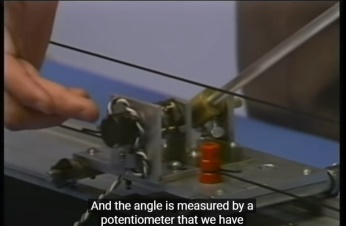 And the angle is measured by a
potentiometer that we have